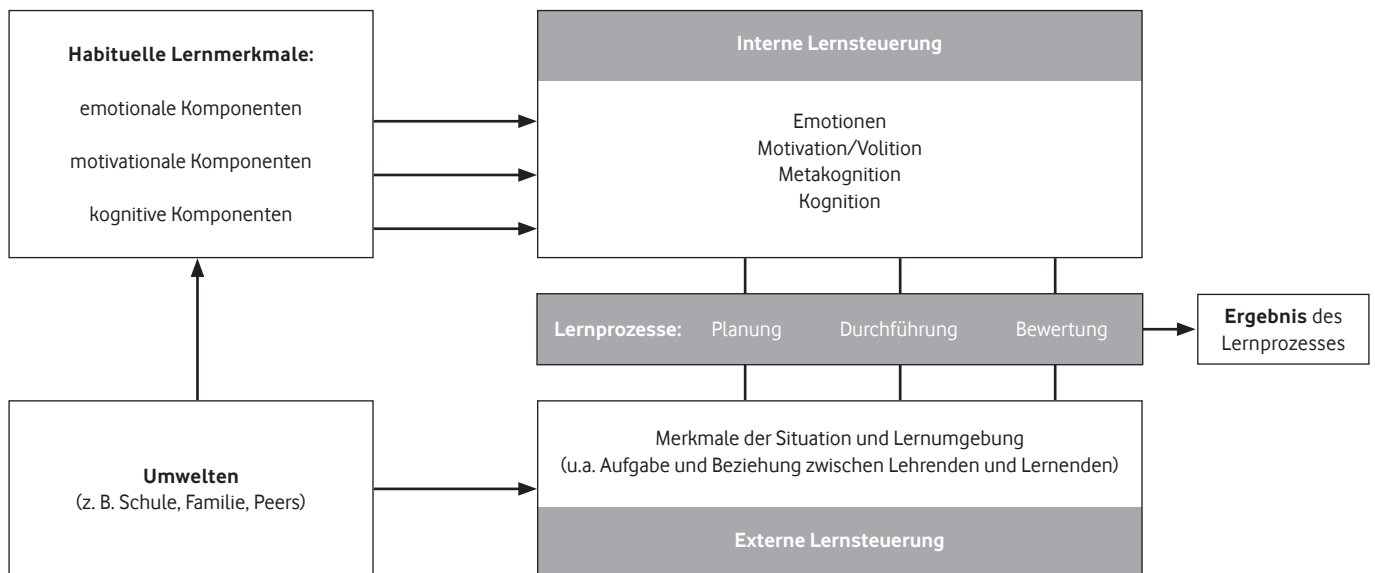 Habituelle Lernmerkmale:
emotionale Komponenten
motivationale Komponenten
kognitive Komponenten
Interne Lernsteuerung
Emotionen
Motivation/Volition
Metakognition
Kognition
Lernprozesse: Planung Durchführung Bewertung
Ergebnis des
Lernprozesses
Umwelten
(z. B. Schule, Familie, Peers)
Merkmale der Situation und Lernumgebung
(u.a. Aufgabe und Beziehung zwischen Lehrenden und Lernenden)
Externe Lernsteuerung